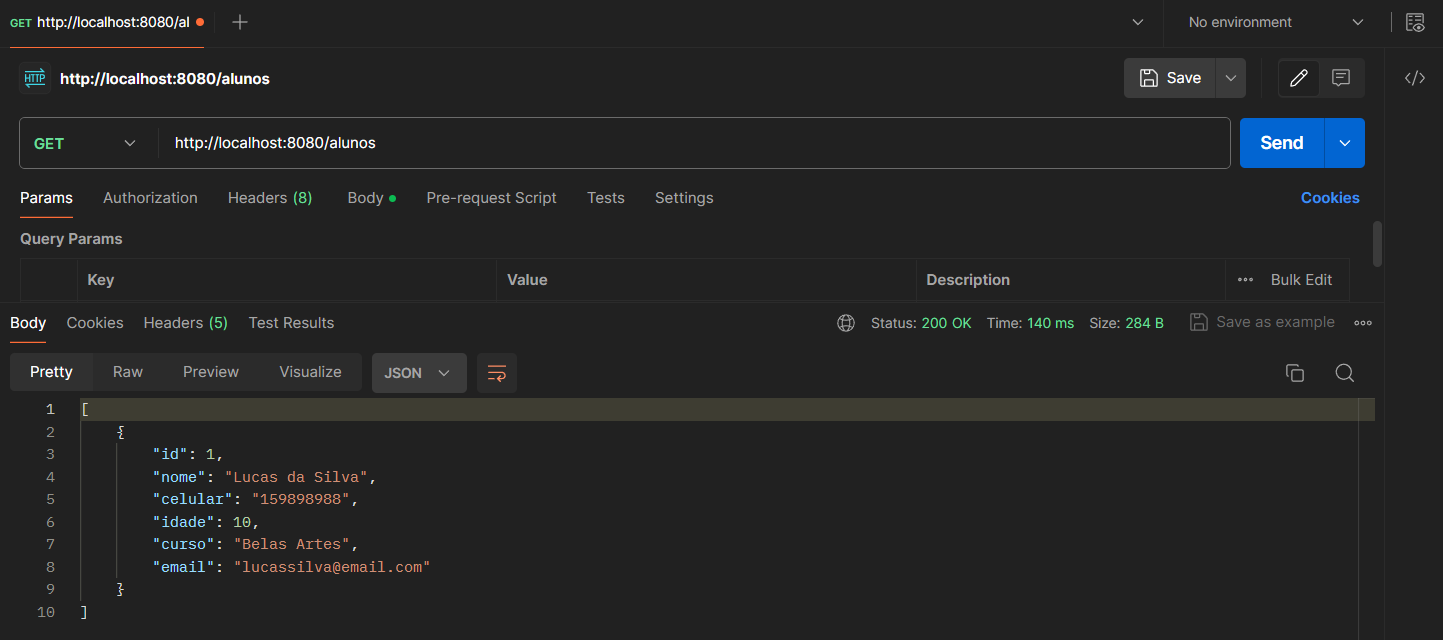 GET http://localhost:8080/al
No environment
HTTP http://localhost:8080/alunos
Save
GET http://localhost:8080/alunos
Send
Params Authorization Headers (8) Body Pre-request Script Tests Settings Cookies
Query Params
Key Value Description Bulk Edit
Body Cookies Headers (5) Test Results Status: 200 OK Time: 140 ms Size: 284 B Save as example
Pretty Raw Preview Visualize JSON
1 [
2 {
3 "id": 1,
4 "nome": "Lucas da Silva",
5 "celular": "159898988",
6 "idade": 10,
7 "curso": "Belas Artes",
8 "email": "lucassilva@email.com"
9 }
10 ]